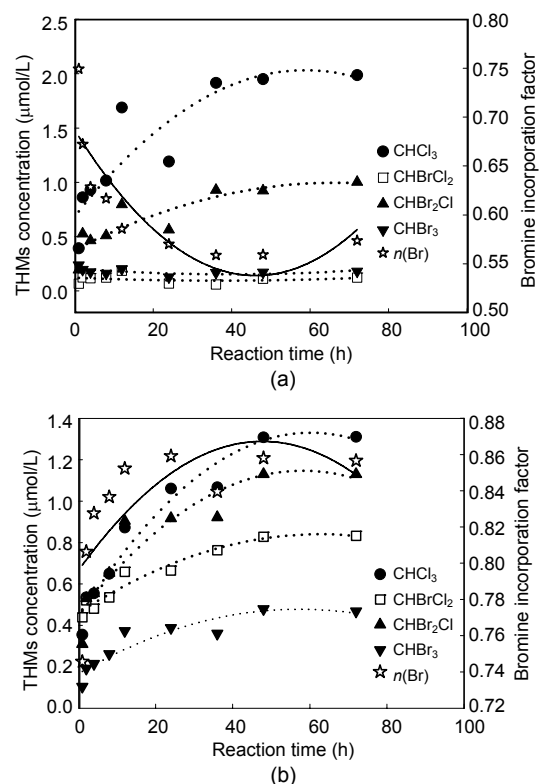 THMs concentration (μmol/L)
2.5
2.0
1.5
1.0
0.5
0.0
0.80
0.75
0.70
0.65
0.60
0.55
0.50
Bromine incorporation factor
CHCl3
CHBrCl2
CHBr2Cl
CHBr3
n(Br)
0 20 40 60 80 100
Reaction time (h)
(a)
THMs concentration (μmol/L)
1.4
1.2
1.0
0.8
0.6
0.4
0.2
0.0
0.88
0.86
0.84
0.82
0.80
0.78
0.76
0.74
0.72
Bromine incorporation factor
CHCl3
CHBrCl2
CHBr2Cl
CHBr3
n(Br)
0 20 40 60 80 100
Reaction time (h)
(b)